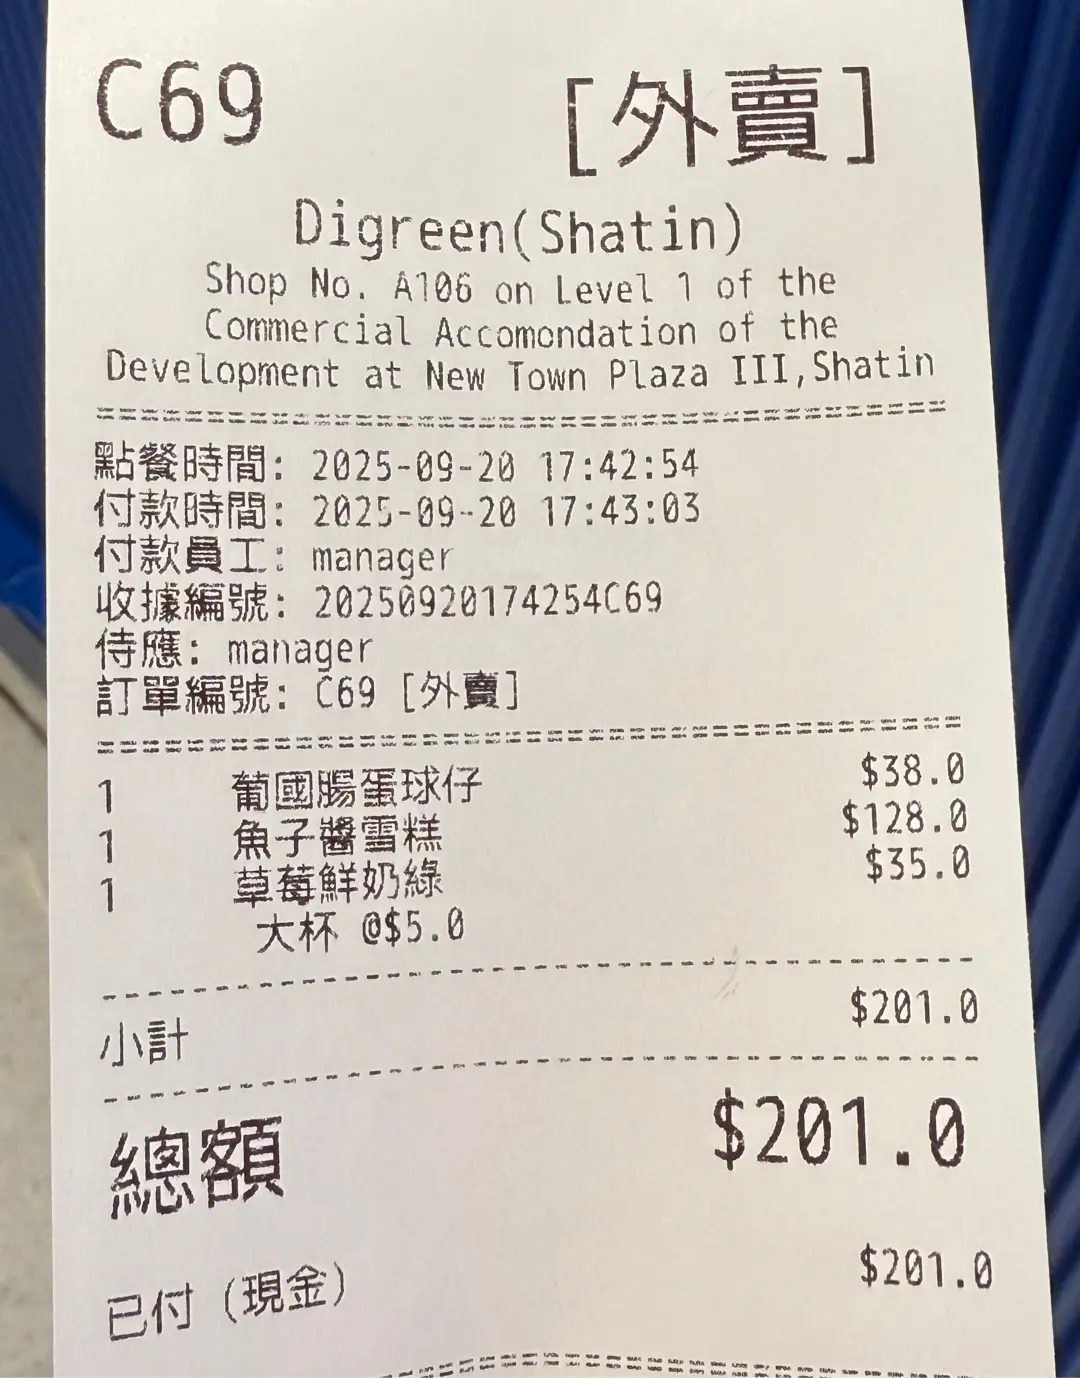 C69 [外賣]
Digreen(Shatin)
Shop No. A106 on Level 1 of the
Commercial Accomondation of the
Development at New Town Plaza III,Shatin
點餐時間: 2025-09-20 17:42:54
付款時間: 2025-09-20 17:43:03
付款員工: manager
收據編號: 20250920174254C69
侍應: manager
訂單編號: C69 [外賣]
1 葡國腸蛋球仔 $38.0
1 魚子醬雪糕 $128.0
1 草莓鮮奶綠 $35.0
大杯 @$5.0
小計 $201.0
總額 $201.0
已付 (現金) $201.0